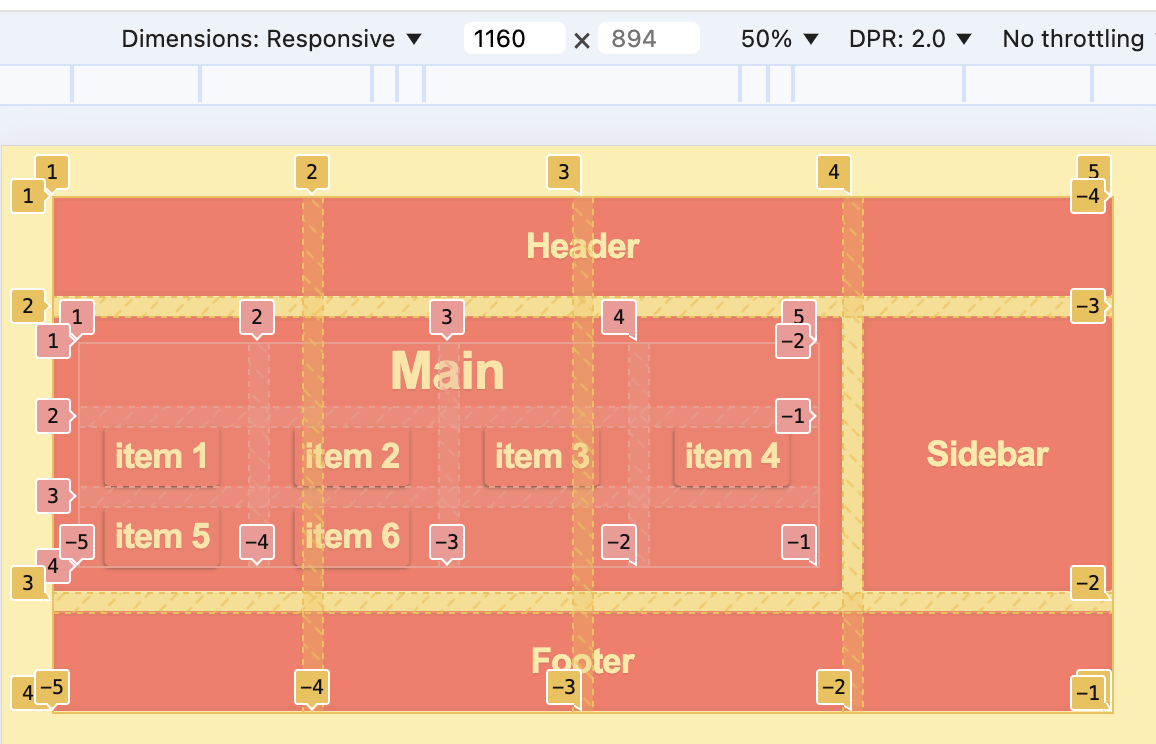 Dimensions: Responsive ▼ 1160 × 894 50% ▼ DPR: 2.0 ▼ No throttling
1 2 3 4 5
1 −4
Header
2 −3
1 2 3 4 5
1 −2
Main
2 −1
item 1 item 2 item 3 item 4 Sidebar
3
item 5 item 6
−5 −4 −3 −2 −1
4
3 −2
Footer
4 −5 −4 −3 −2 −1